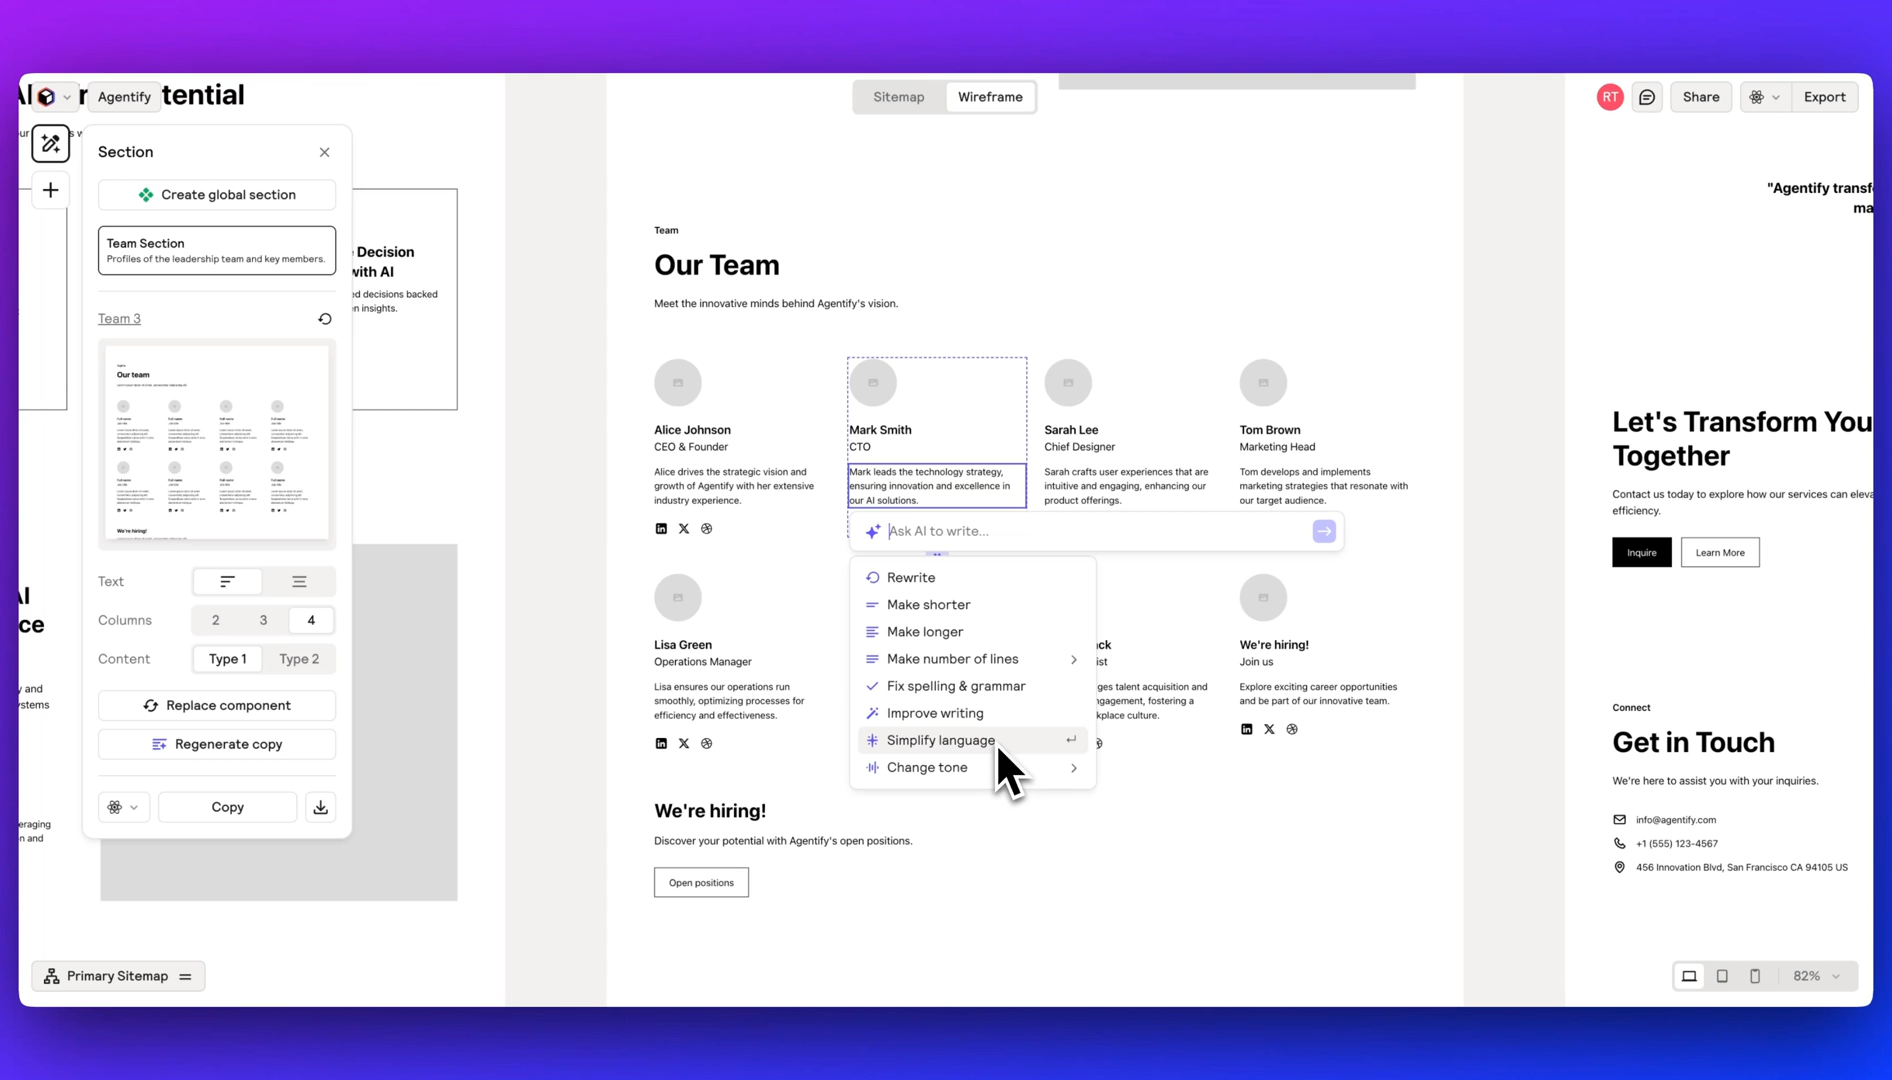 Agentify
tential
Sitemap
Wireframe
RT
Share
Export
Section
Create global section
Team Section
Profiles of the leadership team and key members.
Team 3
Our team
We're hiring!
Text
Columns
2
3
4
Content
Type 1
Type 2
Replace component
Regenerate copy
Copy
Decision
with AI
ed decisions backed
n insights.
AI
ce
y and
stems
eraging
n and
Primary Sitemap
Team
Our Team
Meet the innovative minds behind Agentify's vision.
Alice Johnson
CEO & Founder
Alice drives the strategic vision and
growth of Agentify with her extensive
industry experience.
Mark Smith
CTO
Mark leads the technology strategy,
ensuring innovation and excellence in
our AI solutions.
Sarah Lee
Chief Designer
Sarah crafts user experiences that are
intuitive and engaging, enhancing our
product offerings.
Tom Brown
Marketing Head
Tom develops and implements
marketing strategies that resonate with
our target audience.
Ask AI to write...
Rewrite
Make shorter
Make longer
Make number of lines
Fix spelling & grammar
Improve writing
Simplify language
Change tone
Lisa Green
Operations Manager
Lisa ensures our operations run
smoothly, optimizing processes for
efficiency and effectiveness.
ck
ist
ges talent acquisition and
gagement, fostering a
kplace culture.
We're hiring!
Join us
Explore exciting career opportunities
and be part of our innovative team.
We're hiring!
Discover your potential with Agentify's open positions.
Open positions
"Agentify transf
ma
Let's Transform You
Together
Contact us today to explore how our services can eleva
efficiency.
Inquire
Learn More
Connect
Get in Touch
We're here to assist you with your inquiries.
info@agentify.com
+1 (555) 123-4567
456 Innovation Blvd, San Francisco CA 94105 US
82%